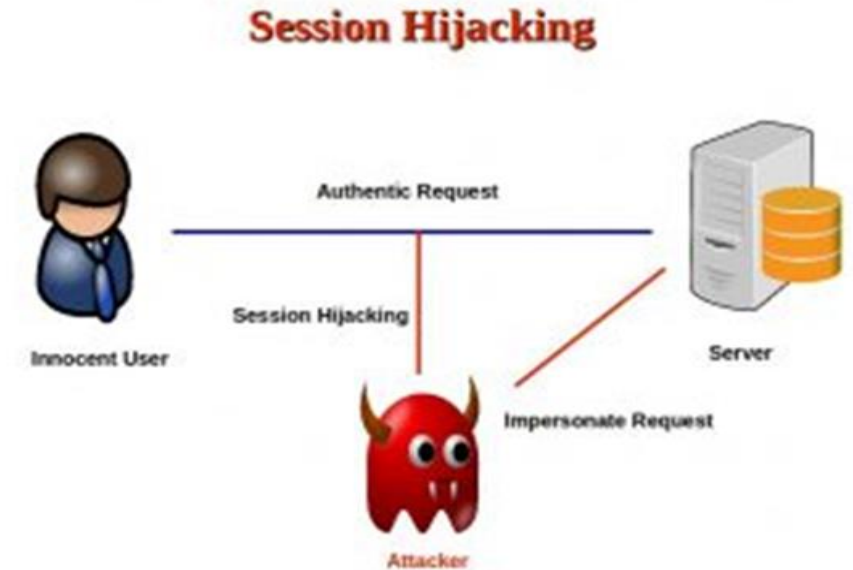 Session Hijacking
Authentic Request
Session Hijacking
Innocent User
Server
Impersonate Request
Attacker